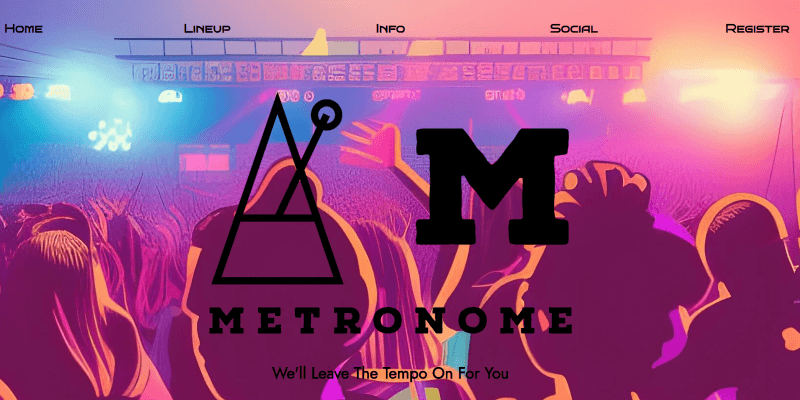 Home Lineup Info Social Register
M
METRONOME
We'll Leave The Tempo On For You